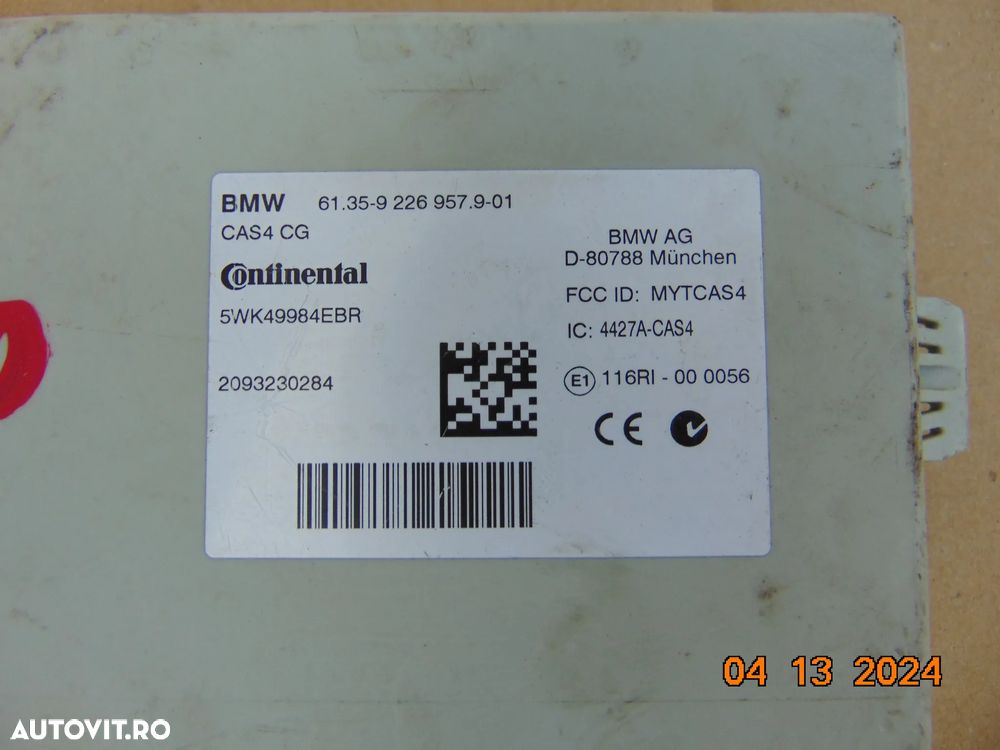 BMW 61.35-9 226 957.9-01
CAS4 CG
Continental
5WK49984EBR
2093230284
BMW AG
D-80788 München
FCC ID: MYTCAS4
IC: 4427A-CAS4
E1 116RI - 00 0056
CE
04 13 2024
AUTOVIT.RO